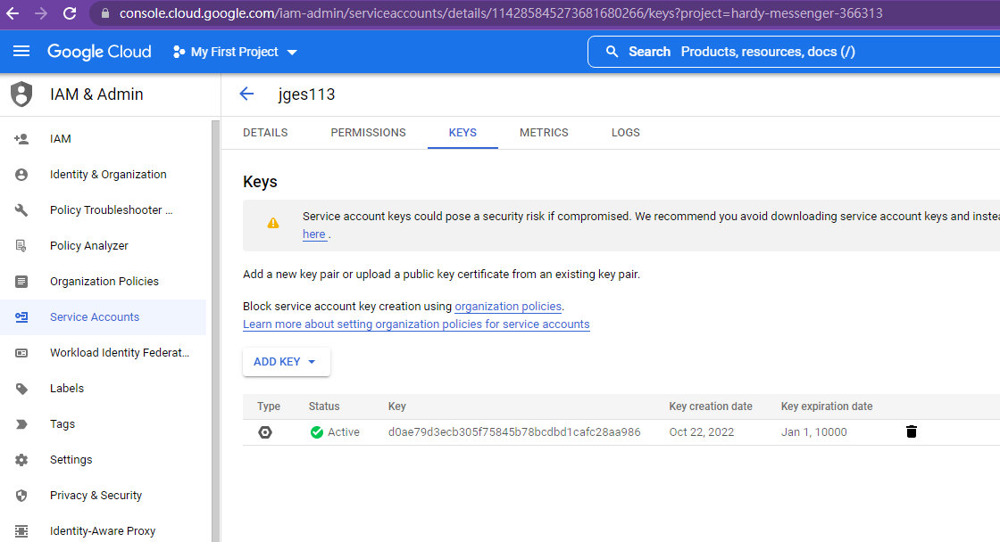 console.cloud.google.com/iam-admin/serviceaccounts/details/114285845273681680266/keys?project=hardy-messenger-366313
Google Cloud
My First Project
Search Products, resources, docs (/)
IAM & Admin
IAM
Identity & Organization
Policy Troubleshooter ...
Policy Analyzer
Organization Policies
Service Accounts
Workload Identity Federat...
Labels
Tags
Settings
Privacy & Security
Identity-Aware Proxy
jges113
DETAILS
PERMISSIONS
KEYS
METRICS
LOGS
Keys
Service account keys could pose a security risk if compromised. We recommend you avoid downloading service account keys and instea
here .
Add a new key pair or upload a public key certificate from an existing key pair.
Block service account key creation using organization policies.
Learn more about setting organization policies for service accounts
ADD KEY
Type Status Key Key creation date Key expiration date
Active d0ae79d3ecb305f75845b78bcdbd1cafc28aa986 Oct 22, 2022 Jan 1, 10000